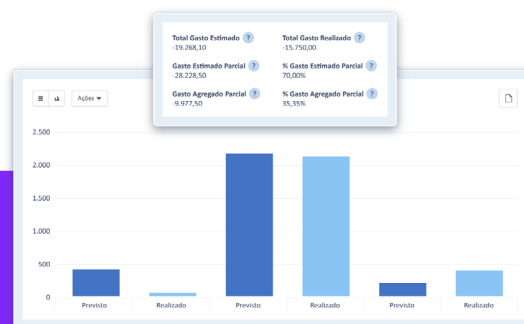 Total Gasto Estimado ? Total Gasto Realizado ?
-19.268,10 -15.750,00
Gasto Estimado Parcial ? % Gasto Estimado Parcial ?
-28.228,50 70,00%
Gasto Agregado Parcial ? % Gasto Agregado Parcial ?
-9.977,50 35,35%
Ações
2.500
2.000
1.500
1.000
500
0
Previsto Realizado Previsto Realizado Previsto Realizado